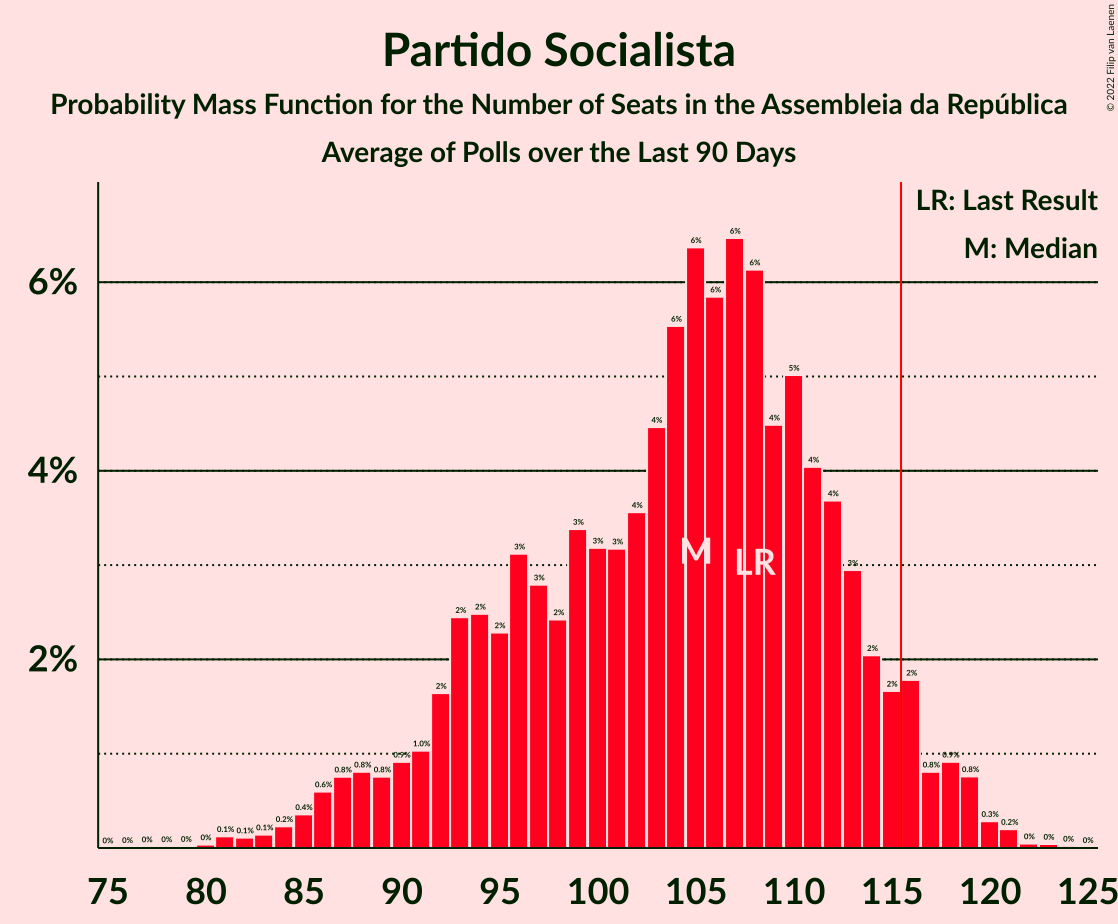 Partido Socialista
Probability Mass Function for the Number of Seats in the Assembleia da República
Average of Polls over the Last 90 Days
© 2022 Filip van Laenen
LR: Last Result
M: Median
6%
4%
2%
0% 0% 0% 0% 0% 0% 0.1% 0.1% 0.1% 0.2% 0.4% 0.6% 0.8% 0.8% 0.8% 0.9% 1.0% 2% 2% 2% 2% 3% 3% 2% 3% 3% 3% 4% 4% 6% 6% 6% 6% 6% 4% 5% 4% 4% 3% 2% 2% 2% 0.8% 0.9% 0.8% 0.3% 0.2% 0% 0% 0% 0%
M LR
75 80 85 90 95 100 105 110 115 120 125